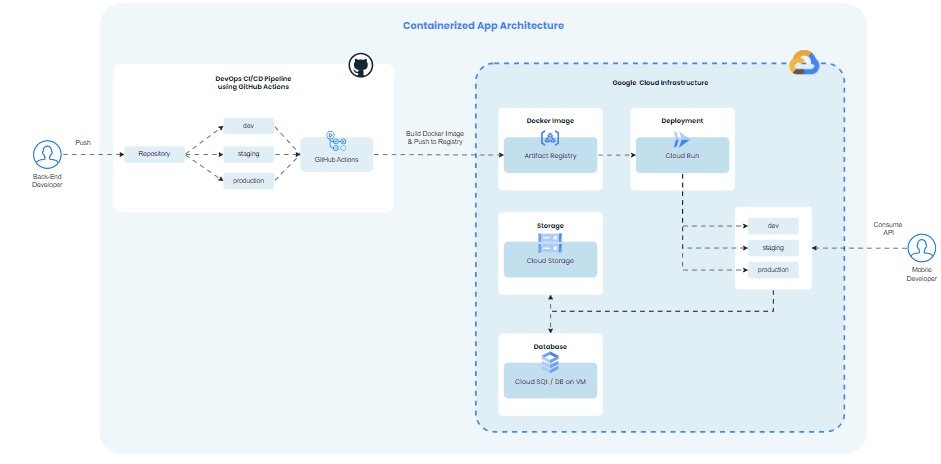 Containerized App Architecture
DevOps CI/CD Pipeline
using GitHub Actions
Push
Back-End
Developer
Repository
dev
staging
production
GitHub Actions
Build Docker Image
& Push to Registry
Google Cloud Infrastructure
Docker Image
Artifact Registry
Deployment
Cloud Run
Storage
Cloud Storage
dev
staging
production
Consume
API
Mobile
Developer
Database
Cloud SQL / DB on VM